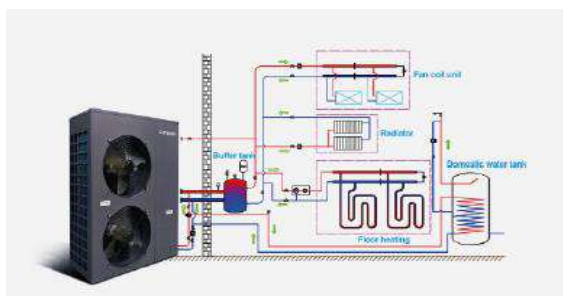 Fan coil unit
Radiator
Buffer tank
Domestic water tank
Floor heating